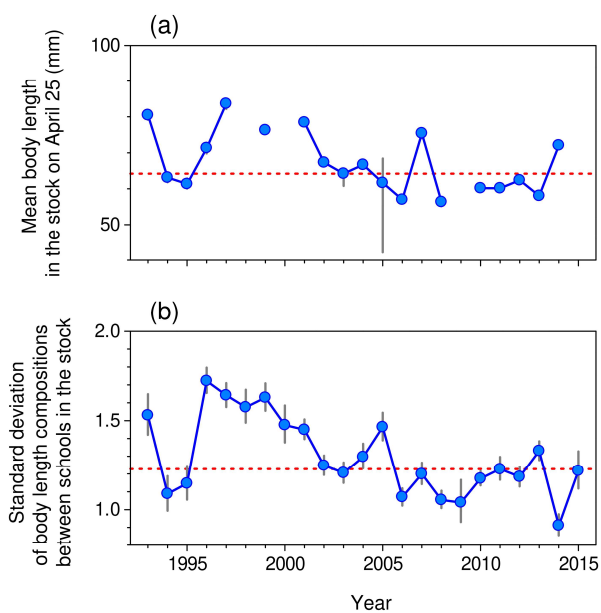 (a)
Mean body length
in the stock on April 25 (mm)
100
50
(b)
Standard deviation
of body length compositions
between schools in the stock
2.0
1.5
1.0
1995
2000
2005
2010
2015
Year